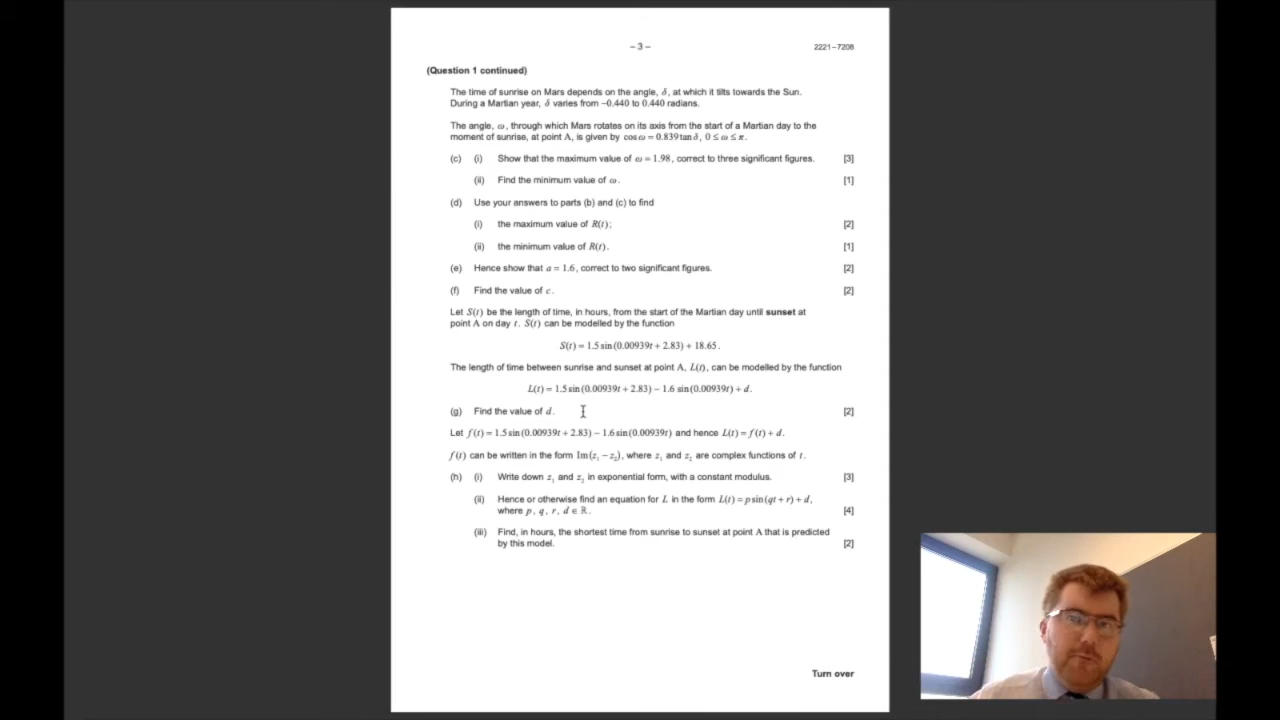 – 3 –
2221–7208
(Question 1 continued)
The time of sunrise on Mars depends on the angle, δ, at which it tilts towards the Sun.
During a Martian year, δ varies from −0.440 to 0.440 radians.
The angle, ω, through which Mars rotates on its axis from the start of a Martian day to the
moment of sunrise, at point A, is given by cos ω = 0.839 tan δ, 0 ≤ ω ≤ π.
(c) (i) Show that the maximum value of ω = 1.98, correct to three significant figures. [3]
(ii) Find the minimum value of ω. [1]
(d) Use your answers to parts (b) and (c) to find
(i) the maximum value of R(t); [2]
(ii) the minimum value of R(t). [1]
(e) Hence show that a = 1.6, correct to two significant figures. [2]
(f) Find the value of c. [2]
Let S(t) be the length of time, in hours, from the start of the Martian day until sunset at
point A on day t. S(t) can be modelled by the function
S(t) = 1.5 sin(0.00939t + 2.83) + 18.65.
The length of time between sunrise and sunset at point A, L(t), can be modelled by the function
L(t) = 1.5 sin(0.00939t + 2.83) − 1.6 sin(0.00939t) + d.
(g) Find the value of d. [2]
Let f(t) = 1.5 sin(0.00939t + 2.83) − 1.6 sin(0.00939t) and hence L(t) = f(t) + d.
f(t) can be written in the form Im(z₁ − z₂), where z₁ and z₂ are complex functions of t.
(h) (i) Write down z₁ and z₂ in exponential form, with a constant modulus. [3]
(ii) Hence or otherwise find an equation for L in the form L(t) = p sin(qt + r) + d,
where p, q, r, d ∈ ℝ. [4]
(iii) Find, in hours, the shortest time from sunrise to sunset at point A that is predicted
by this model. [2]
Turn over